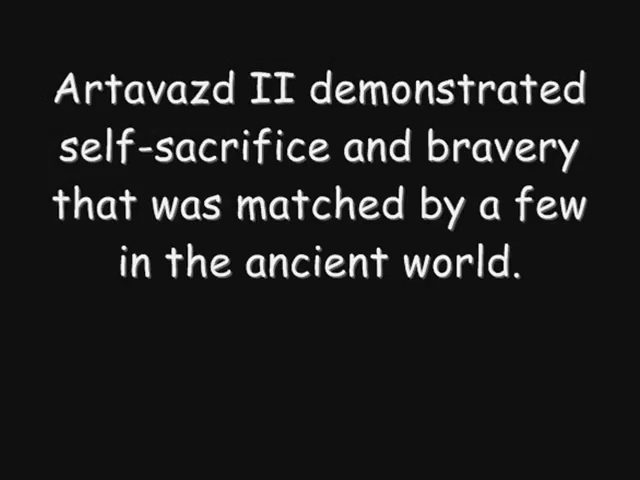 Artavazd II demonstrated
self-sacrifice and bravery
that was matched by a few
in the ancient world.